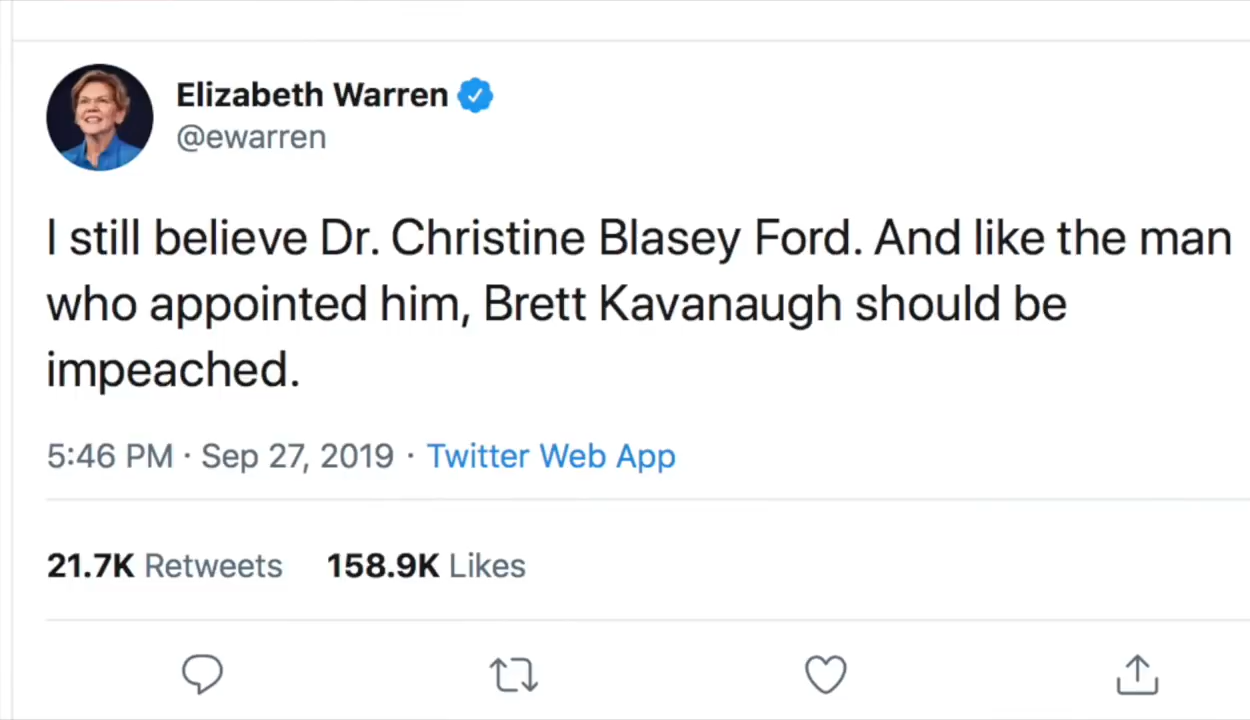 Elizabeth Warren
@ewarren
I still believe Dr. Christine Blasey Ford. And like the man
who appointed him, Brett Kavanaugh should be
impeached.
5:46 PM · Sep 27, 2019 · Twitter Web App
21.7K Retweets 158.9K Likes